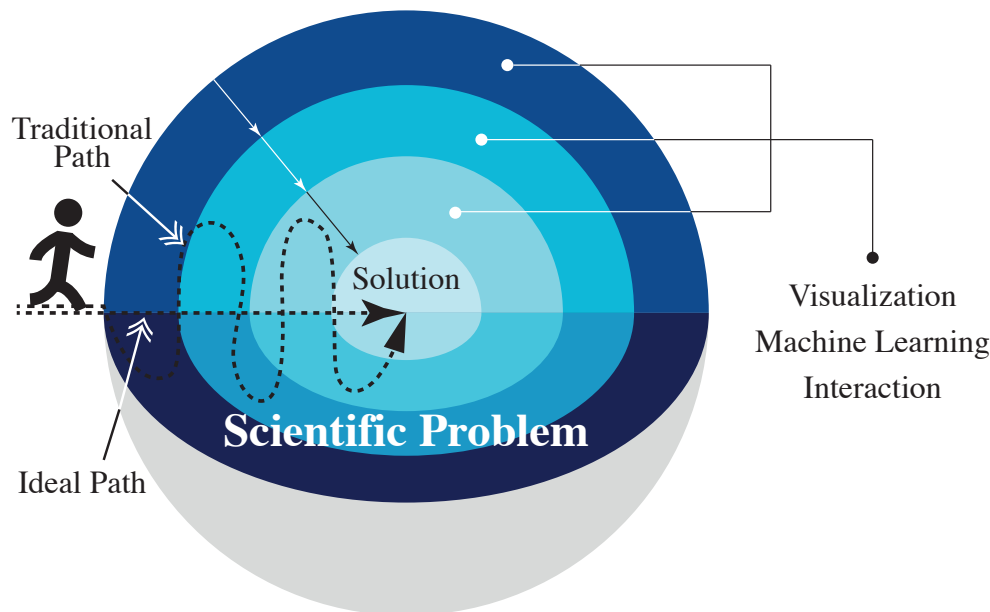 Traditional
Path
Solution
Visualization
Machine Learning
Interaction
Scientific Problem
Ideal Path